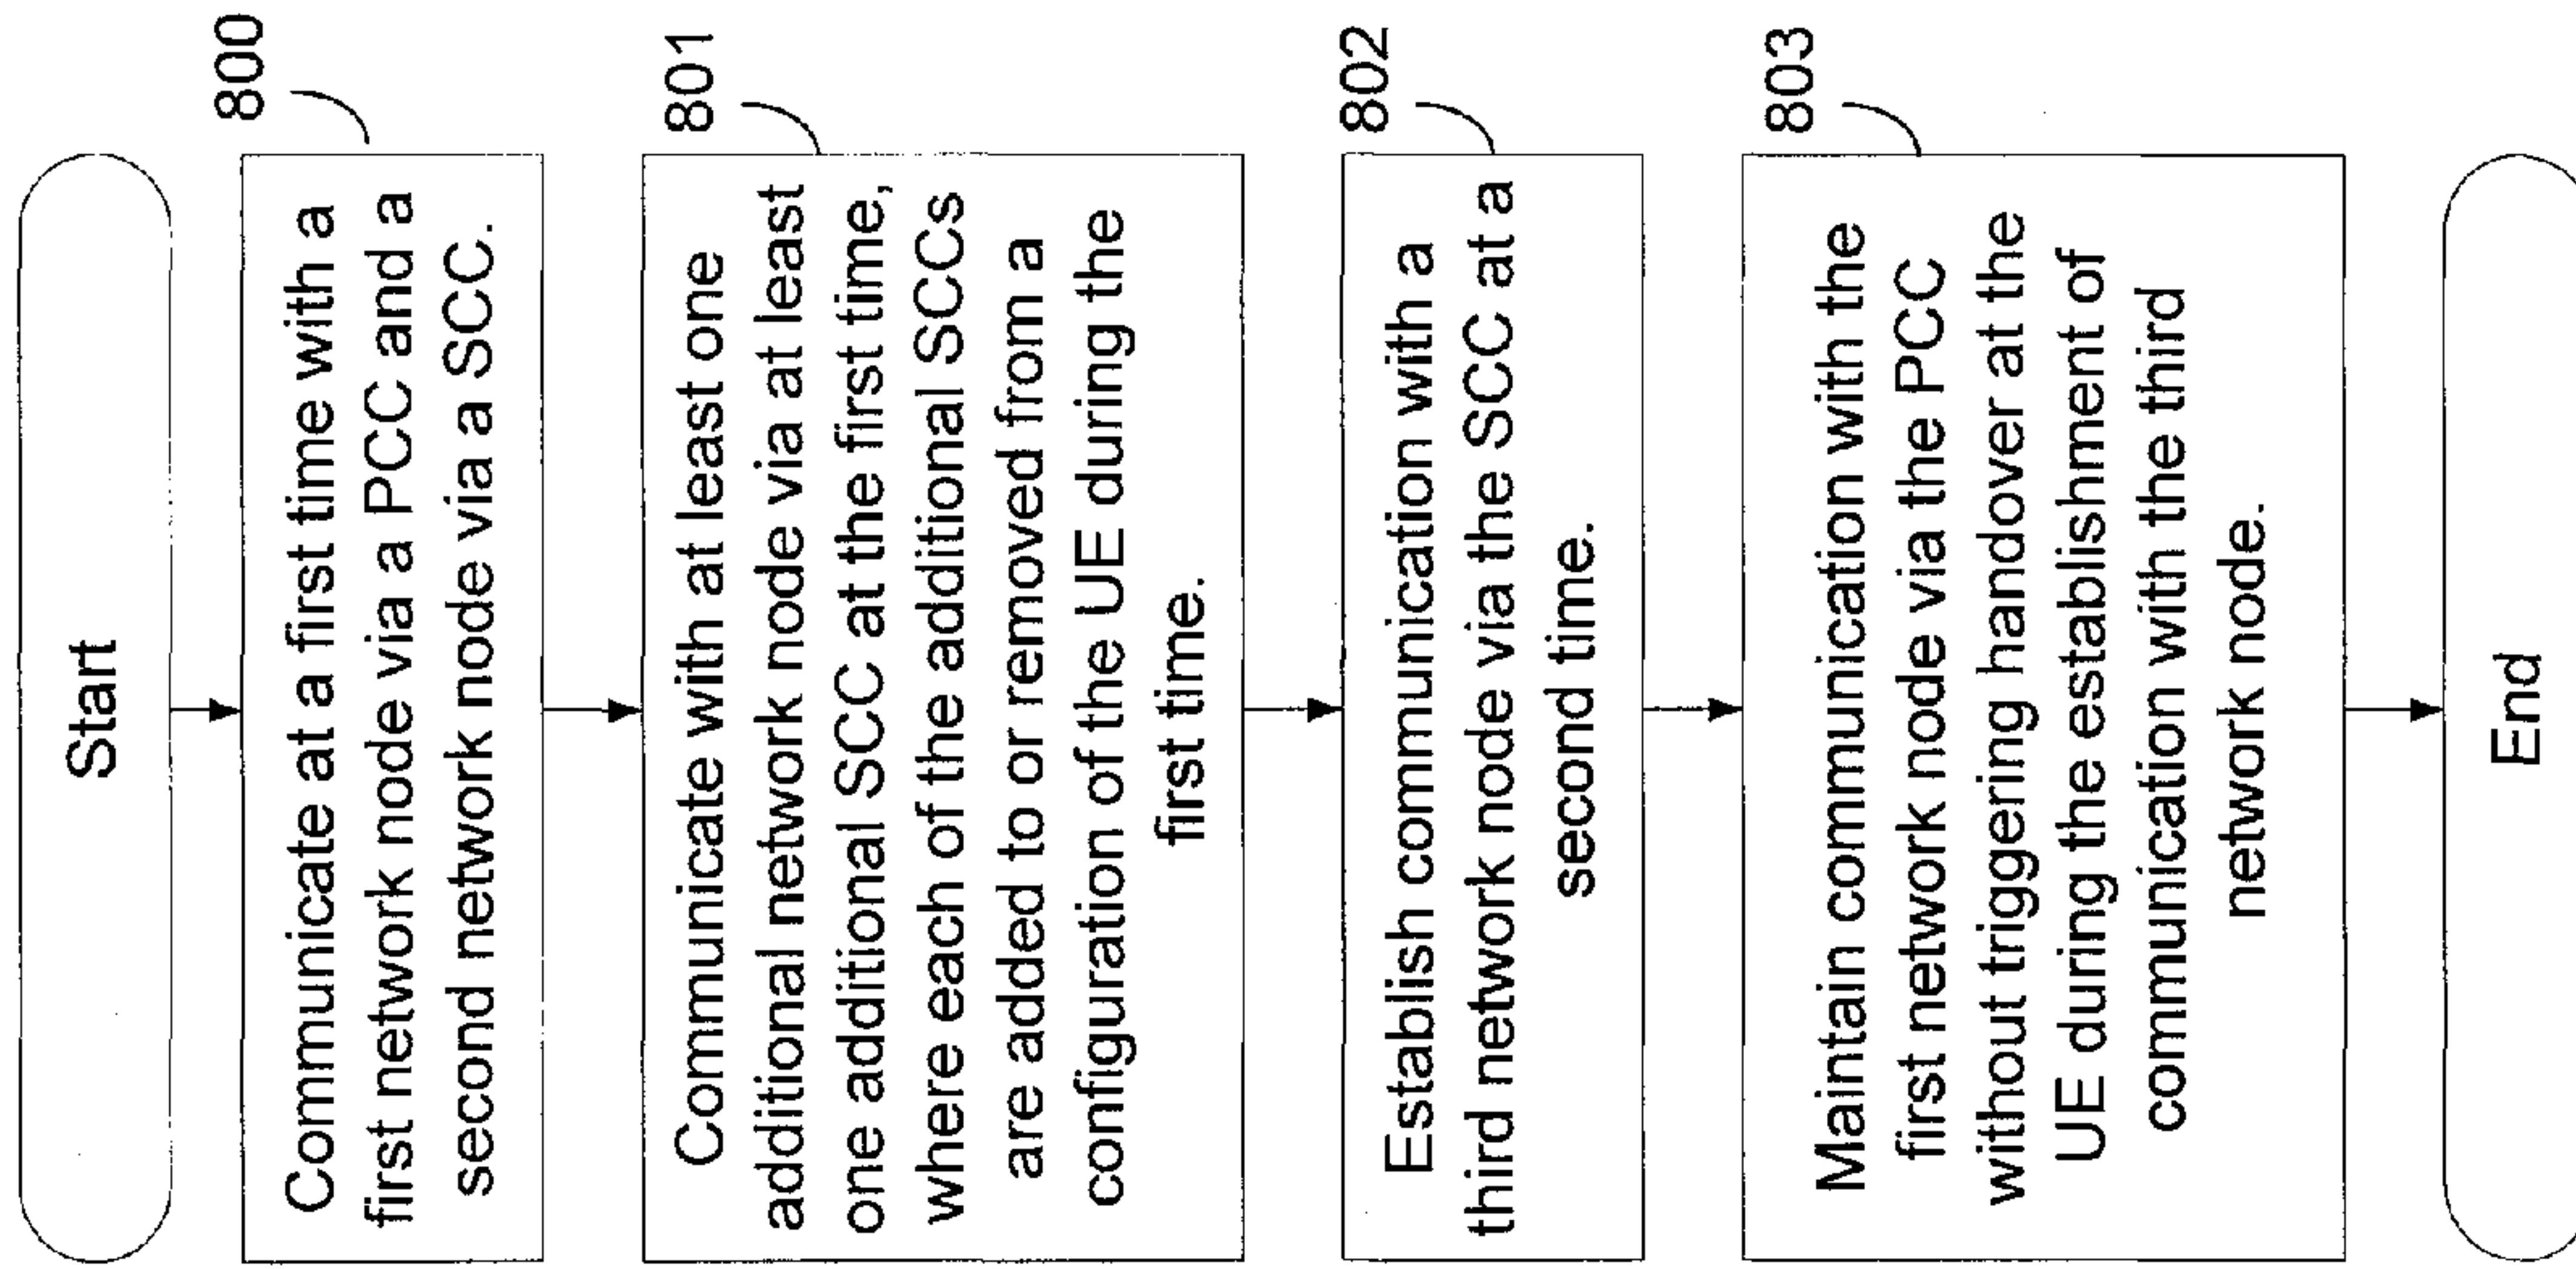 Start
800
Communicate at a first time with a
first network node via a PCC and a
second network node via a SCC.
801
Communicate with at least one
additional network node via at least
one additional SCC at the first time,
where each of the additional SCCs
are added to or removed from a
configuration of the UE during the
first time.
802
Establish communication with a
third network node via the SCC at a
second time.
803
Maintain communication with the
first network node via the PCC
without triggering handover at the
UE during the establishment of
communication with the third
network node.
End